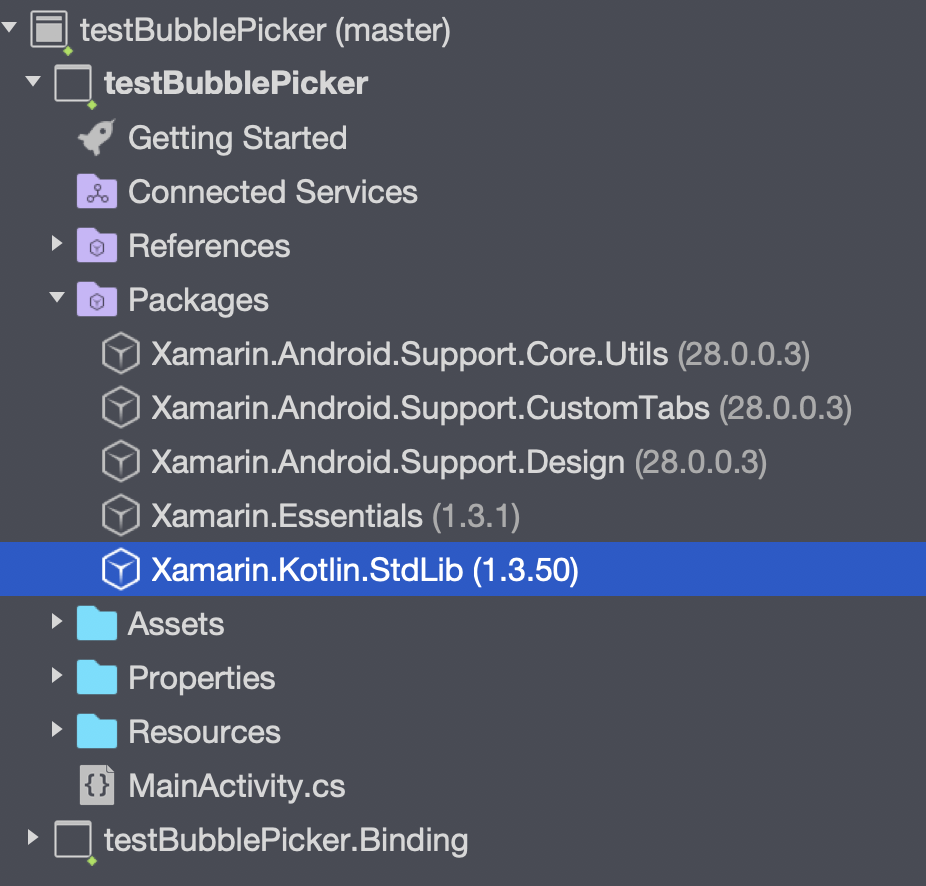 testBubblePicker (master)
testBubblePicker
Getting Started
Connected Services
References
Packages
Xamarin.Android.Support.Core.Utils (28.0.0.3)
Xamarin.Android.Support.CustomTabs (28.0.0.3)
Xamarin.Android.Support.Design (28.0.0.3)
Xamarin.Essentials (1.3.1)
Xamarin.Kotlin.StdLib (1.3.50)
Assets
Properties
Resources
MainActivity.cs
testBubblePicker.Binding